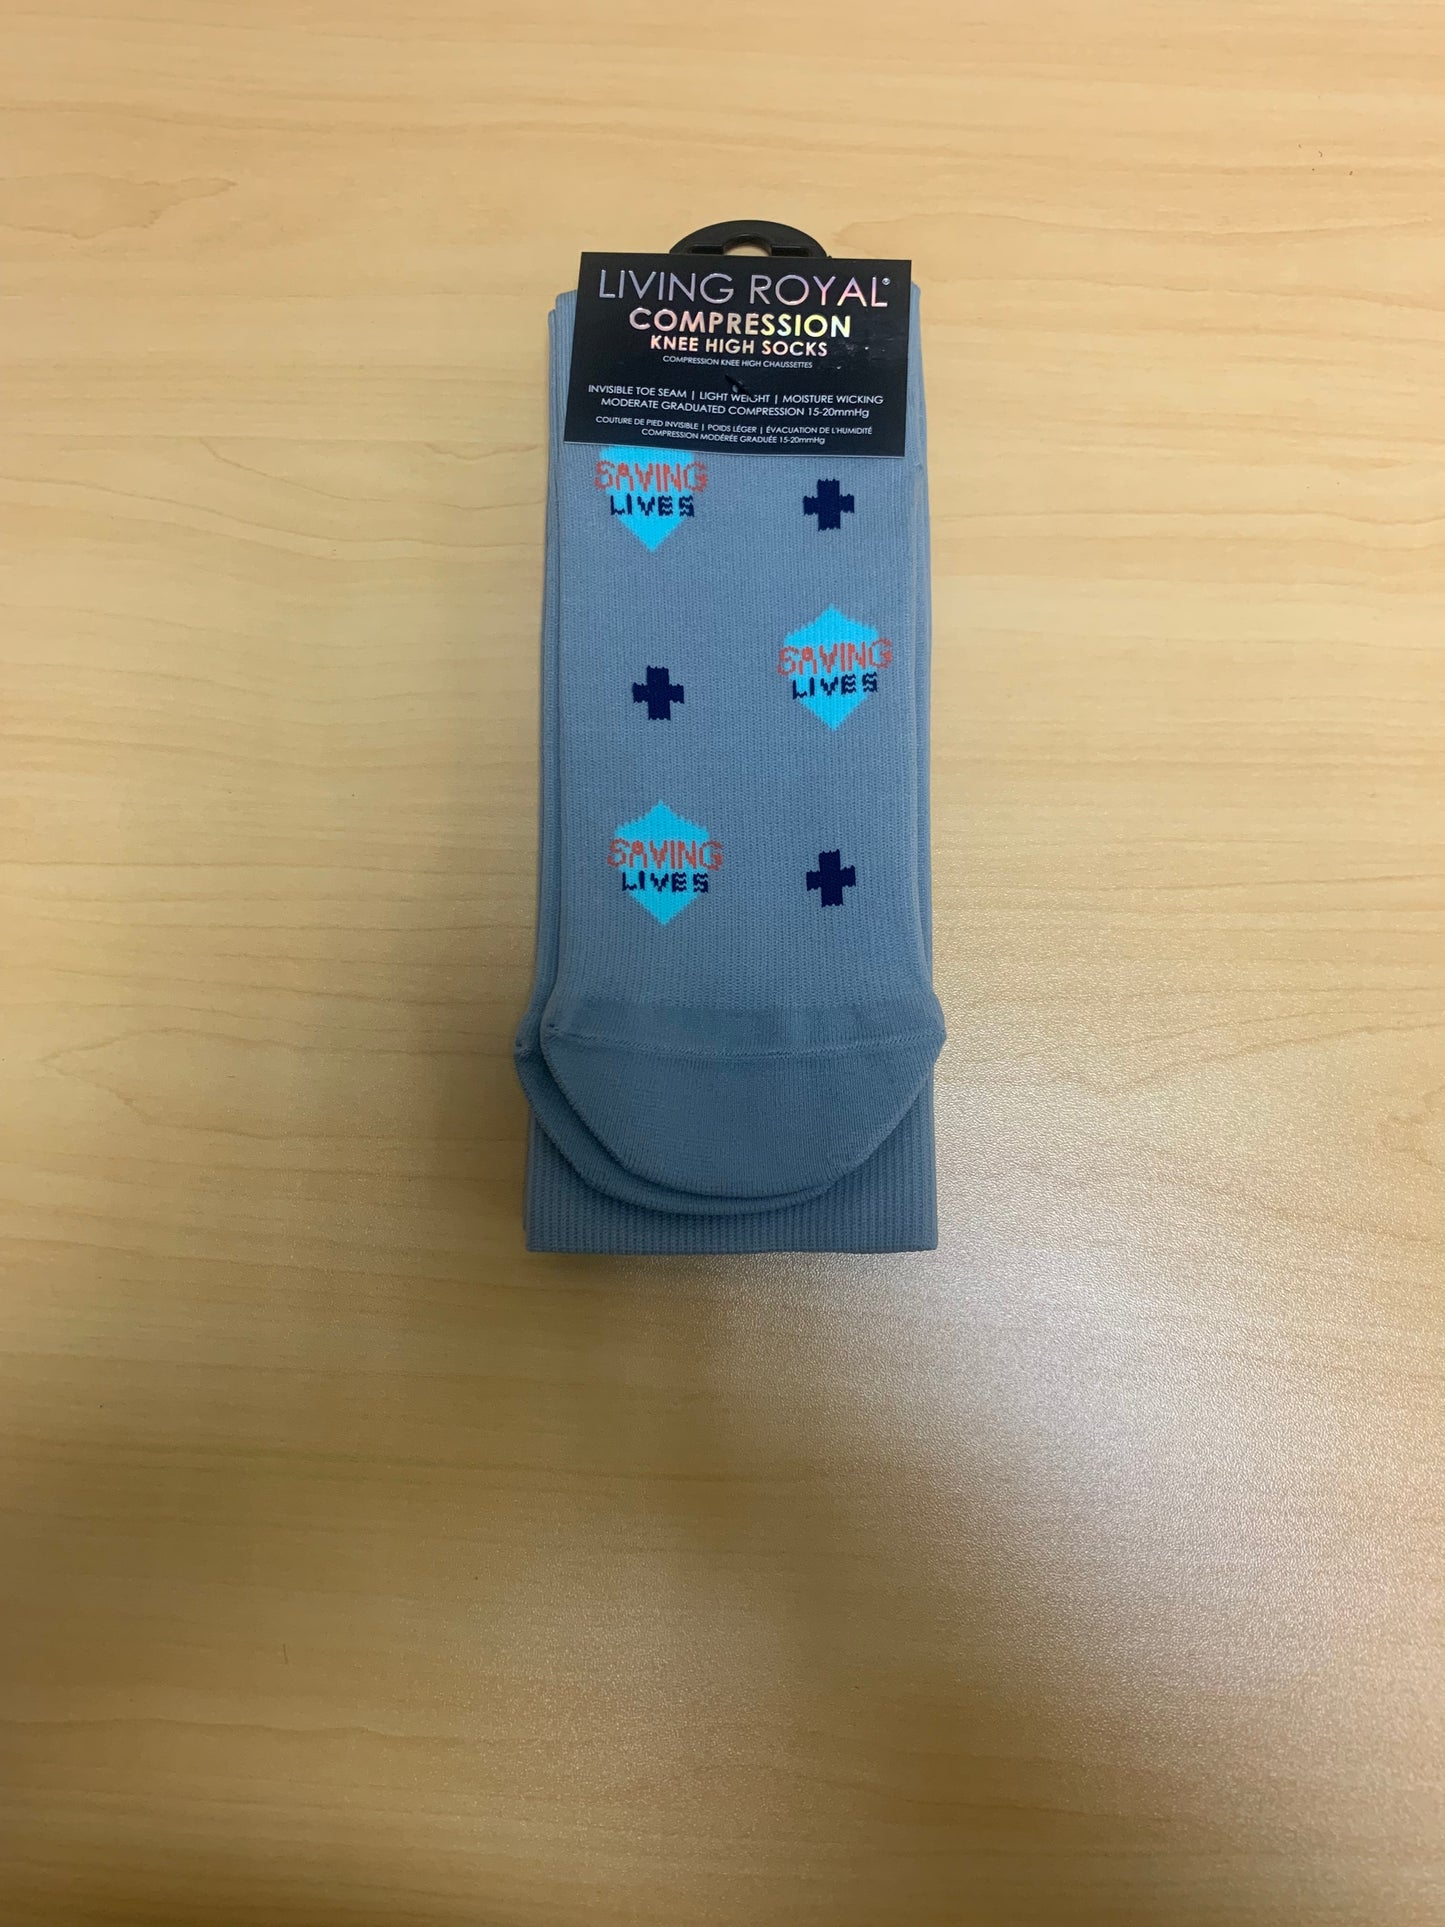 LIVING ROYAL®
COMPRESSION
KNEE HIGH SOCKS
COMPRESSION KNEE HIGH CHAUSSETTES
INVISIBLE TOE SEAM | LIGHT WEIGHT | MOISTURE WICKING
MODERATE GRADUATED COMPRESSION 15-20mmHg
COUTURE DE PIED INVISIBLE | POIDS LÉGER | ÉVACUATION DE L'HUMIDITÉ
COMPRESSION MODÉRÉE GRADUÉE 15-20mmHg
SAVING
LIVES
SAVING
LIVES
SAVING
LIVES